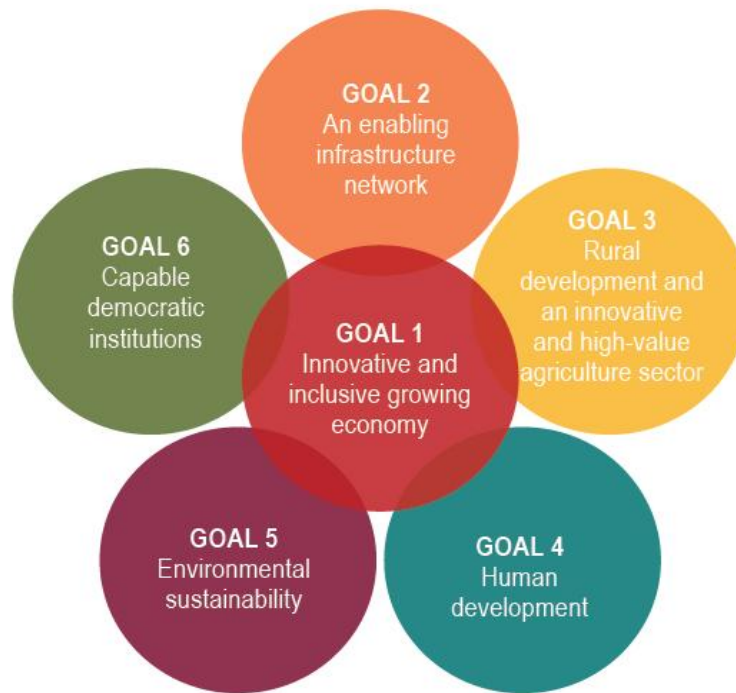 GOAL 2
An enabling
infrastructure
network
GOAL 6
Capable
democratic
institutions
GOAL 3
Rural
development and
an innovative
and high-value
agriculture sector
GOAL 1
Innovative and
inclusive growing
economy
GOAL 5
Environmental
sustainability
GOAL 4
Human
development